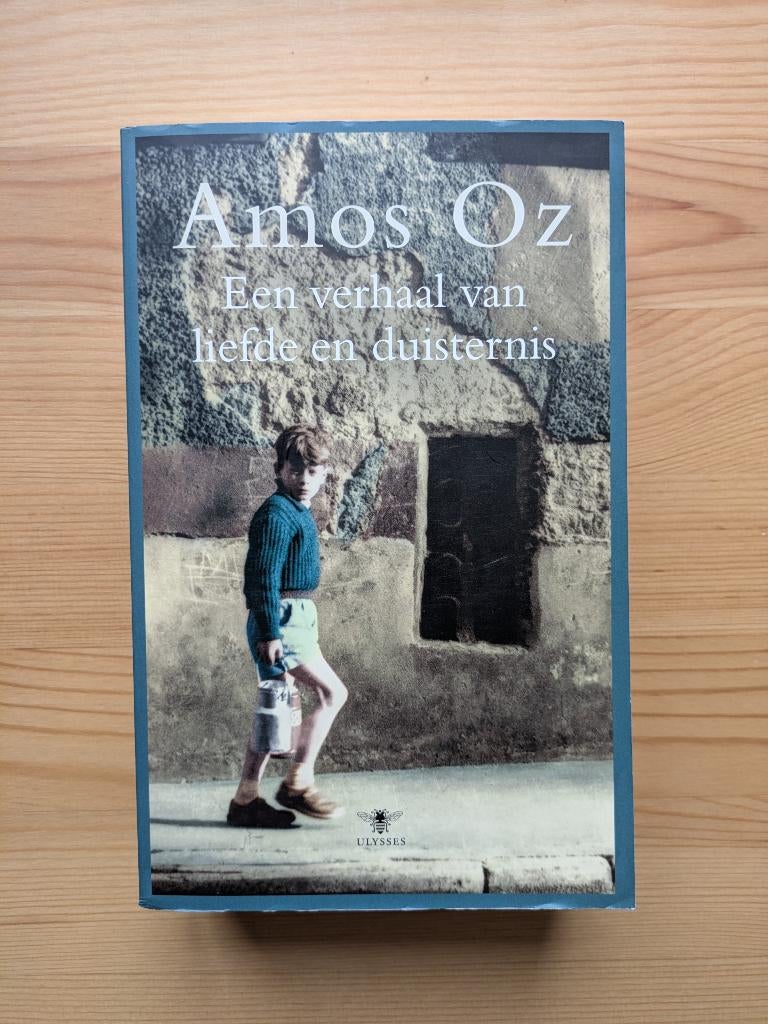 Amos Oz
Een verhaal van
liefde en duisternis
ULYSSES